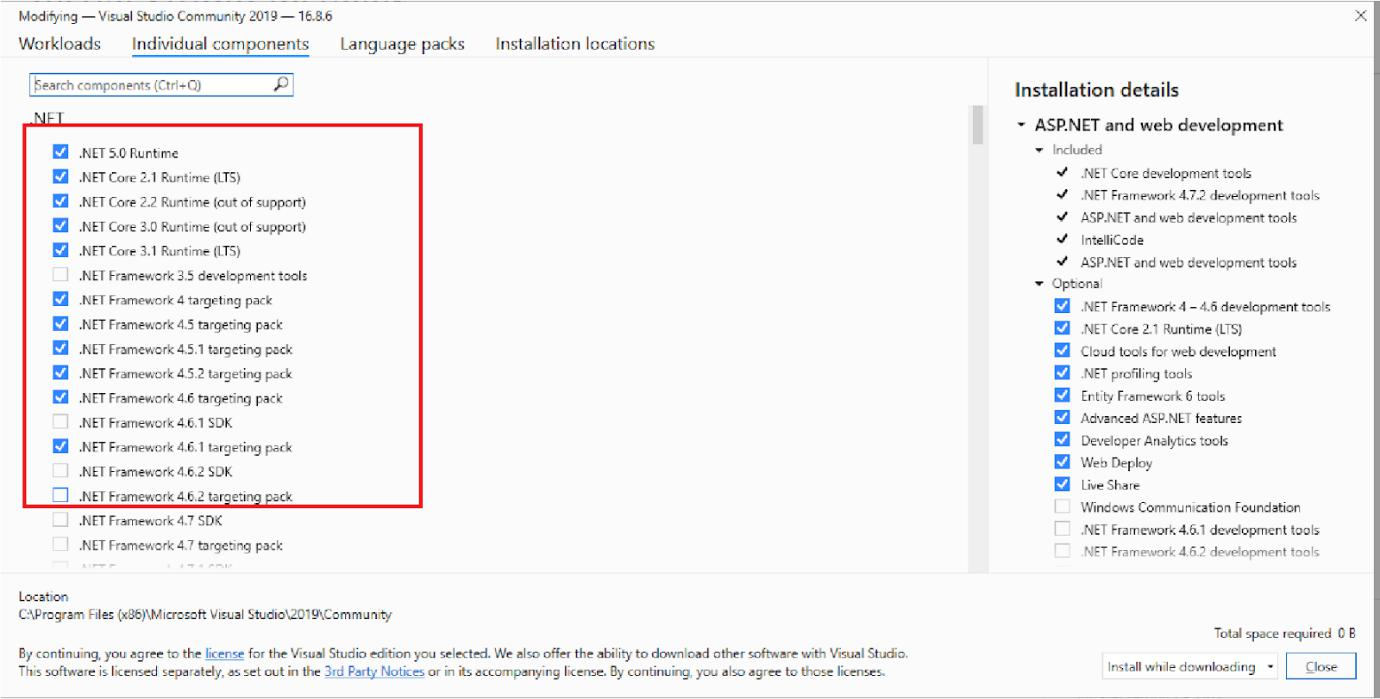 Modifying — Visual Studio Community 2019 — 16.8.6
Workloads Individual components Language packs Installation locations
Search components (Ctrl+Q)
.NET
.NET 5.0 Runtime
.NET Core 2.1 Runtime (LTS)
.NET Core 2.2 Runtime (out of support)
.NET Core 3.0 Runtime (out of support)
.NET Core 3.1 Runtime (LTS)
.NET Framework 3.5 development tools
.NET Framework 4 targeting pack
.NET Framework 4.5 targeting pack
.NET Framework 4.5.1 targeting pack
.NET Framework 4.5.2 targeting pack
.NET Framework 4.6 targeting pack
.NET Framework 4.6.1 SDK
.NET Framework 4.6.1 targeting pack
.NET Framework 4.6.2 SDK
.NET Framework 4.6.2 targeting pack
.NET Framework 4.7 SDK
.NET Framework 4.7 targeting pack
Installation details
ASP.NET and web development
Included
.NET Core development tools
.NET Framework 4.7.2 development tools
ASP.NET and web development tools
IntelliCode
ASP.NET and web development tools
Optional
.NET Framework 4 – 4.6 development tools
.NET Core 2.1 Runtime (LTS)
Cloud tools for web development
.NET profiling tools
Entity Framework 6 tools
Advanced ASP.NET features
Developer Analytics tools
Web Deploy
Live Share
Windows Communication Foundation
.NET Framework 4.6.1 development tools
.NET Framework 4.6.2 development tools
Location
C:\Program Files (x86)\Microsoft Visual Studio\2019\Community
Total space required 0 B
By continuing, you agree to the license for the Visual Studio edition you selected. We also offer the ability to download other software with Visual Studio.
This software is licensed separately, as set out in the 3rd Party Notices or in its accompanying license. By continuing, you also agree to those licenses.
Install while downloading
Close